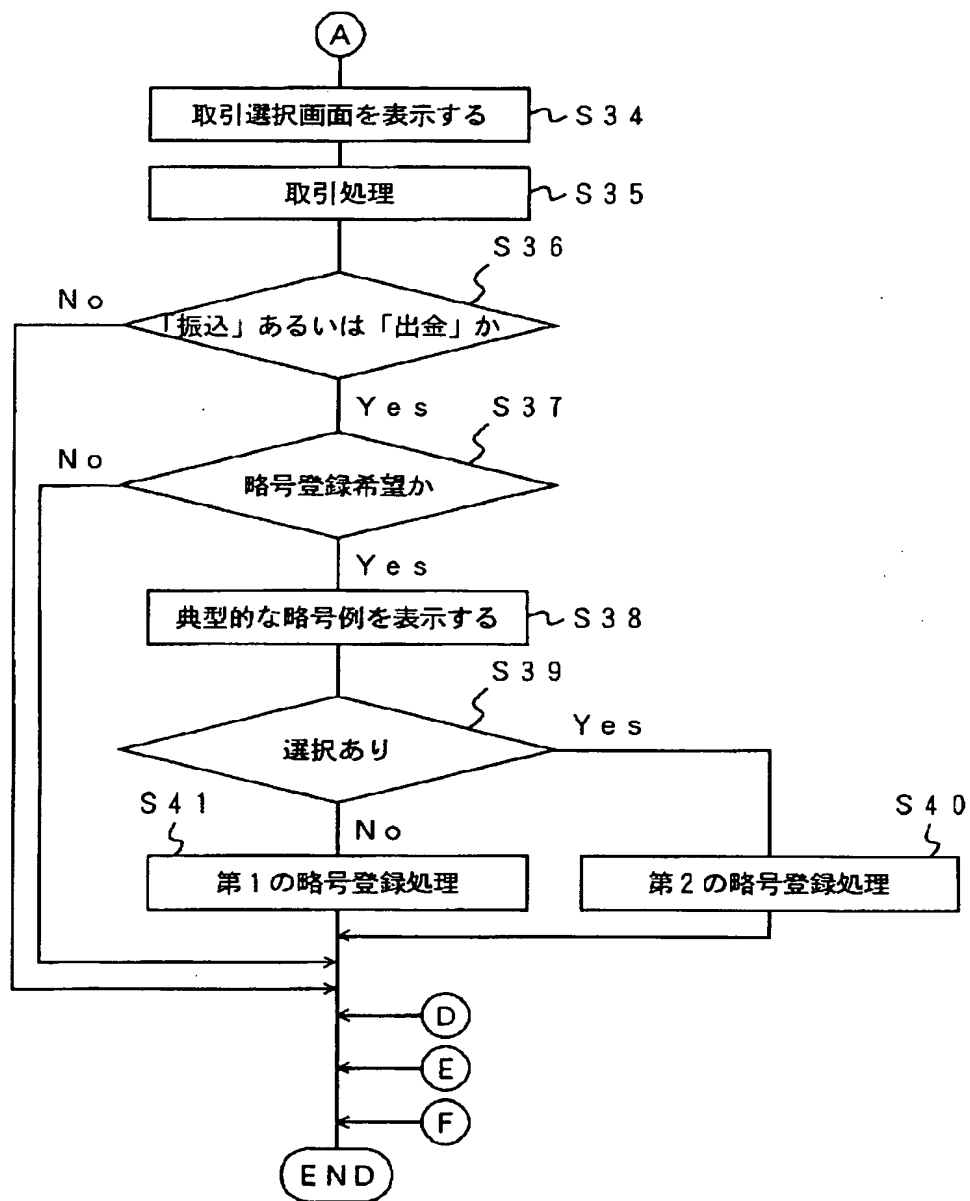 A
取引選択画面を表示する S34
取引処理 S35
S36
No
「振込」あるいは「出金」か
Yes
S37
No
略号登録希望か
Yes
典型的な略号例を表示する S38
S39
Yes
選択あり
S41
No
S40
第1の略号登録処理
第2の略号登録処理
D
E
F
END